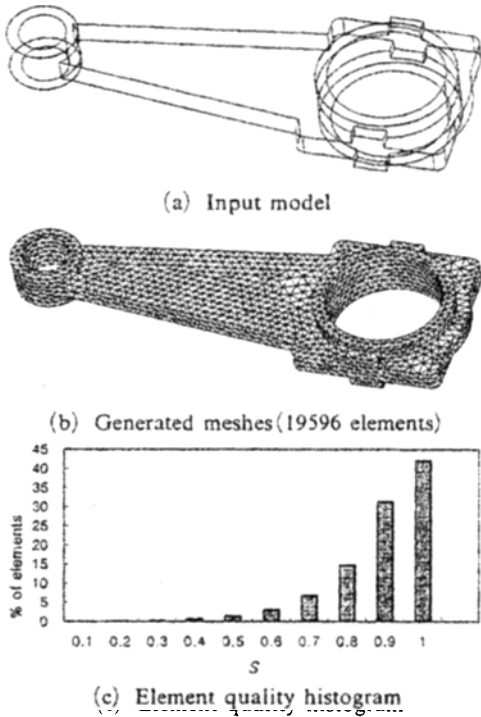 (a) Input model
(b) Generated meshes(19596 elements)
45
40
35
30
25
20
15
10
5
0
% of elements
0.1 0.2 0.3 0.4 0.5 0.6 0.7 0.8 0.9 1
S
(c) Element quality histogram